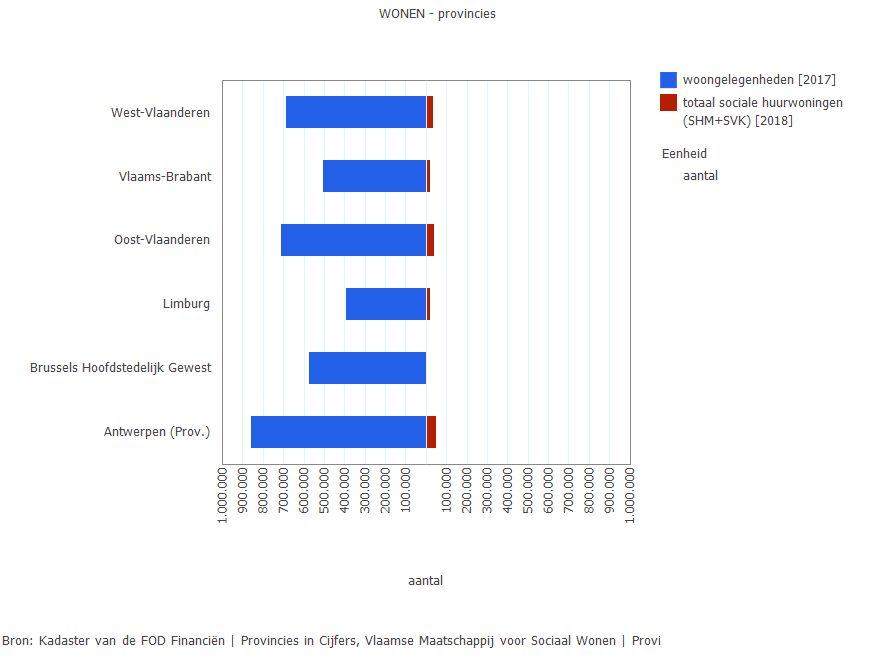 WONEN - provincies
woongelegenheden [2017]
totaal sociale huurwoningen
(SHM+SVK) [2018]
Eenheid
aantal
West-Vlaanderen
Vlaams-Brabant
Oost-Vlaanderen
Limburg
Brussels Hoofdstedelijk Gewest
Antwerpen (Prov.)
1.000.000
900.000
800.000
700.000
600.000
500.000
400.000
300.000
200.000
100.000
100.000
200.000
300.000
400.000
500.000
600.000
700.000
800.000
900.000
1.000.000
aantal
Bron: Kadaster van de FOD Financiën | Provincies in Cijfers, Vlaamse Maatschappij voor Sociaal Wonen | Provi